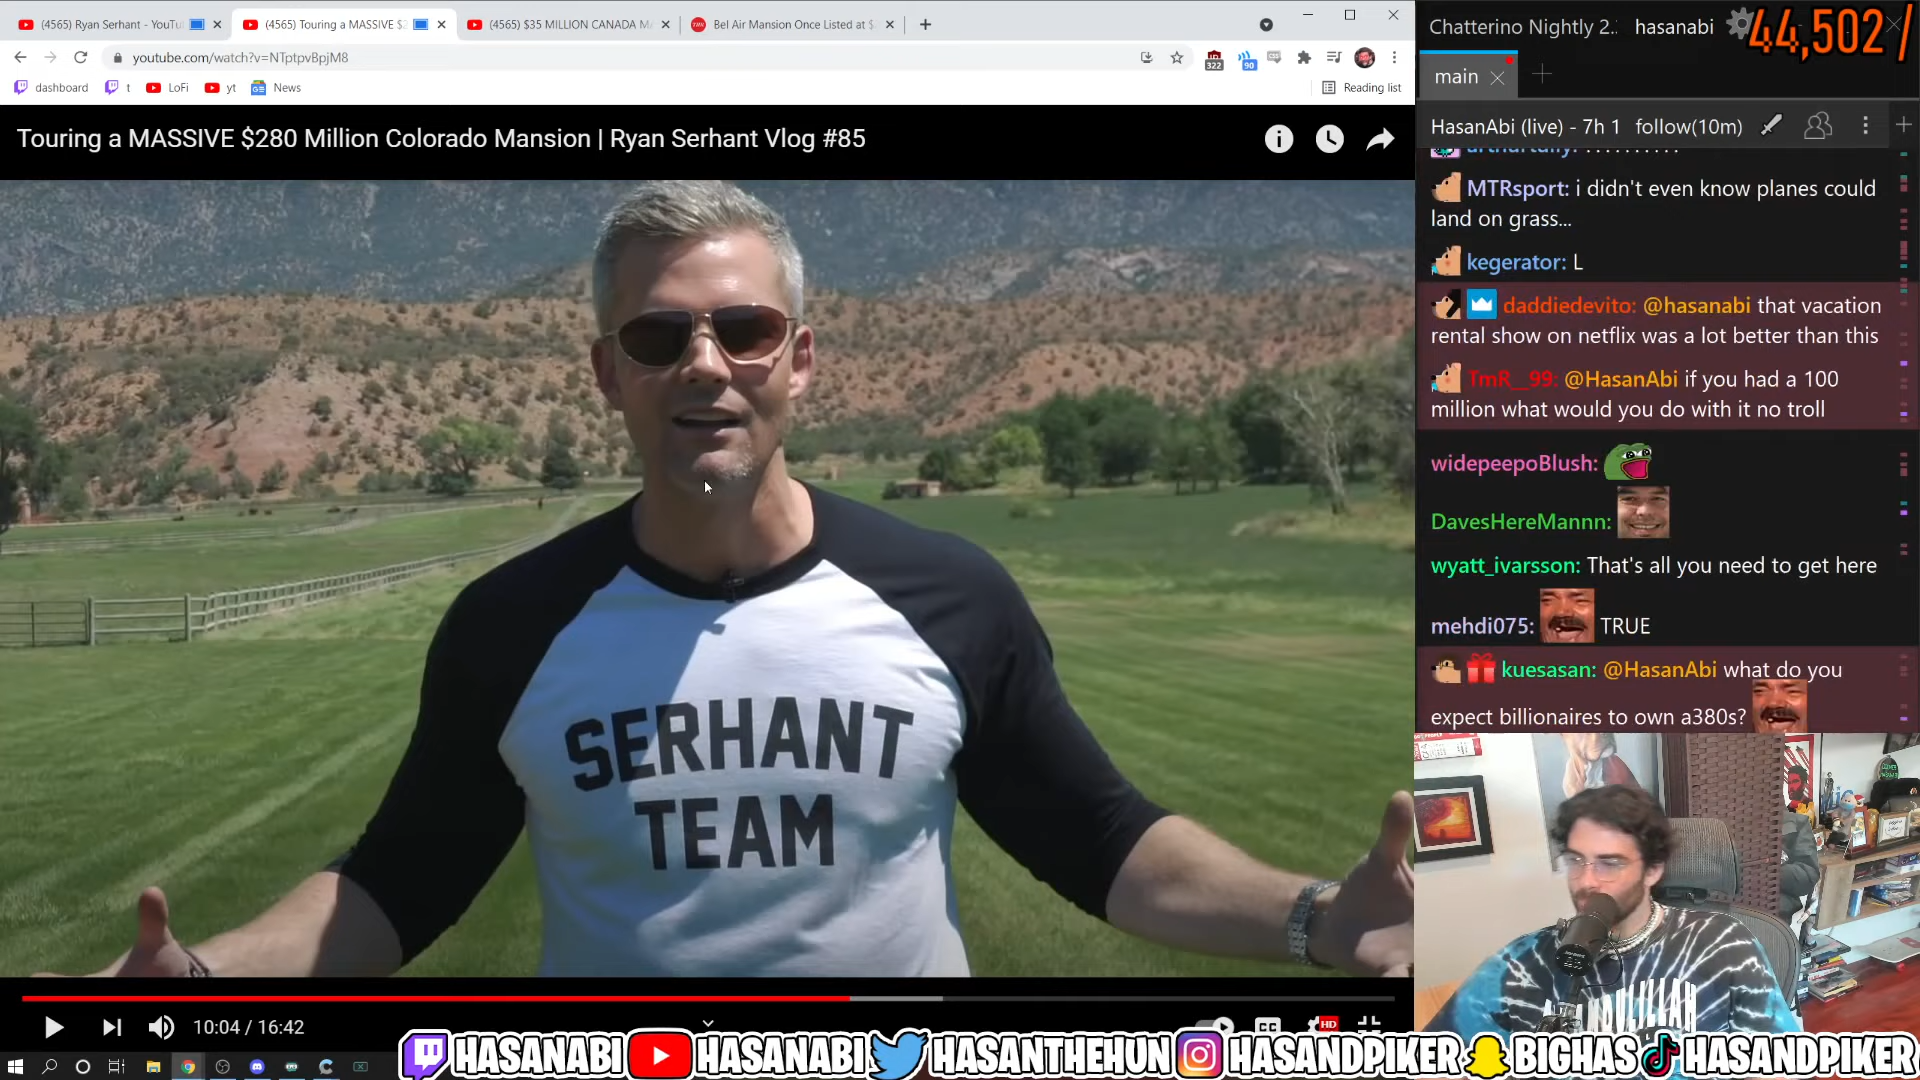 (4565) Ryan Serhant - YouTu
(4565) Touring a MASSIVE $2
(4565) $35 MILLION CANADA M
Bel Air Mansion Once Listed at $
youtube.com/watch?v=NTptpvBpjM8
322
90
dashboard
t
LoFi
yt
News
Reading list
Touring a MASSIVE $280 Million Colorado Mansion | Ryan Serhant Vlog #85
SERHANT
TEAM
10:04 / 16:42
CC
HD
Chatterino Nightly 2.
hasanabi
44,502 /
main
HasanAbi (live) - 7h 1
follow(10m)
MTRsport: i didn't even know planes could
land on grass...
kegerator: L
daddiedevito: @hasanabi that vacation
rental show on netflix was a lot better than this
TmR__99: @HasanAbi if you had a 100
million what would you do with it no troll
widepeepoBlush:
DavesHereMannn:
wyatt_ivarsson: That's all you need to get here
mehdi075: TRUE
kuesasan: @HasanAbi what do you
expect billionaires to own a380s?
HASANABI HASANABI HASANTHEHUN HASANDPIKER BIGHAS HASANDPIKER